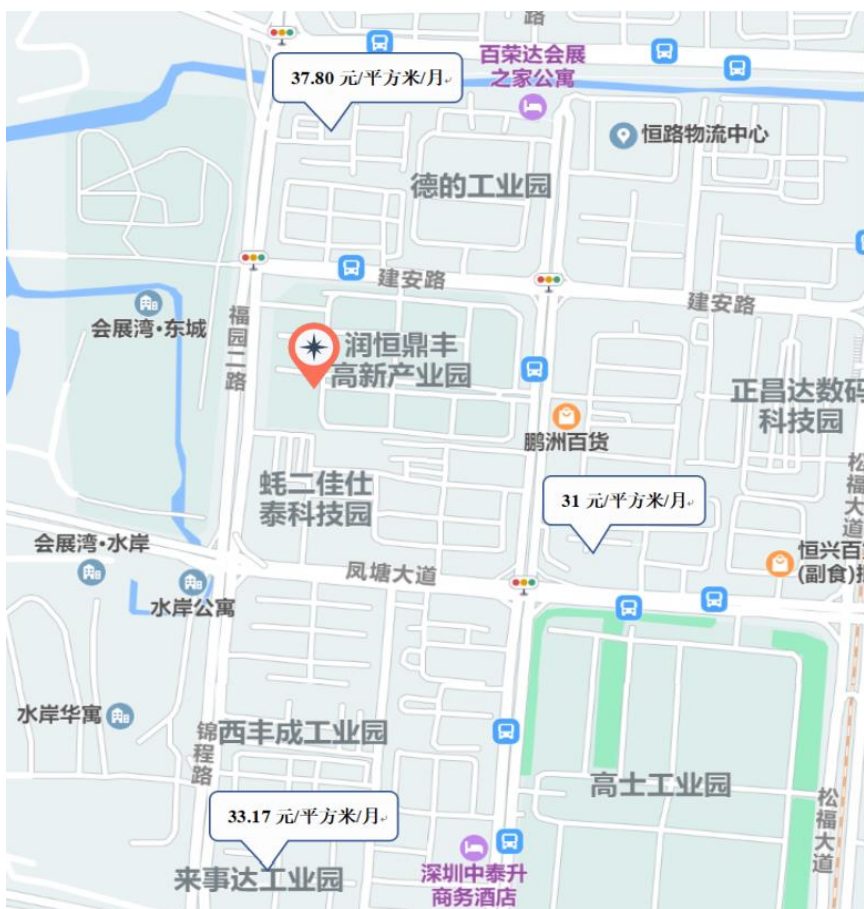 路
百荣达会展
之家公寓
37.80 元/平方米/月
恒路物流中心
德的工业园
建安路
建安路
会展湾·东城
福园二路
润恒鼎丰
高新产业园
正昌达数码
科技园
鹏洲百货
松福大道
蚝二佳仕
泰科技园
31 元/平方米/月
会展湾·水岸
凤塘大道
恒兴百
(副食)批
水岸公寓
水岸华寓
锦程路
西丰成工业园
高士工业园
33.17 元/平方米/月
松福大道
来事达工业园
深圳中泰升
商务酒店